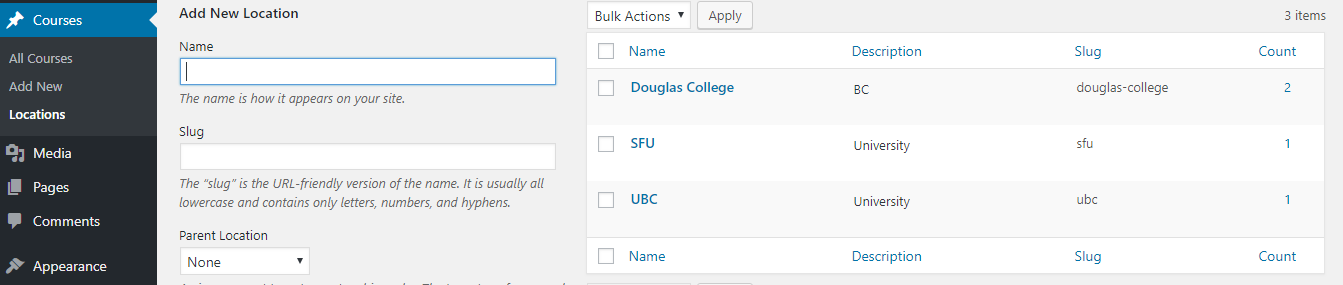 Courses
All Courses
Add New
Locations
Media
Pages
Comments
Appearance
Add New Location
Name
The name is how it appears on your site.
Slug
The “slug” is the URL-friendly version of the name. It is usually all
lowercase and contains only letters, numbers, and hyphens.
Parent Location
None
Bulk Actions Apply 3 items
Name Description Slug Count
Douglas College BC douglas-college 2
SFU University sfu 1
UBC University ubc 1
Name Description Slug Count